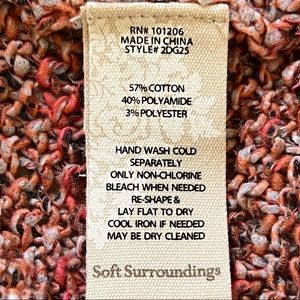 RN# 101206
MADE IN CHINA
STYLE# 2DG25
57% COTTON
40% POLYAMIDE
3% POLYESTER
HAND WASH COLD
SEPARATELY
ONLY NON-CHLORINE
BLEACH WHEN NEEDED
RE-SHAPE &
LAY FLAT TO DRY
COOL IRON IF NEEDED
MAY BE DRY CLEANED
Soft Surroundings